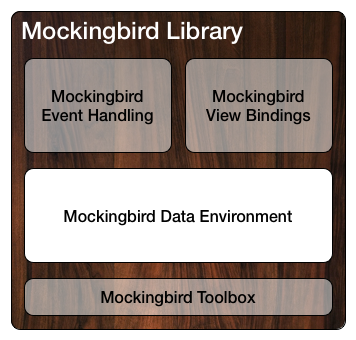 Mockingbird Library
Mockingbird
Event Handling
Mockingbird
View Bindings
Mockingbird Data Environment
Mockingbird Toolbox